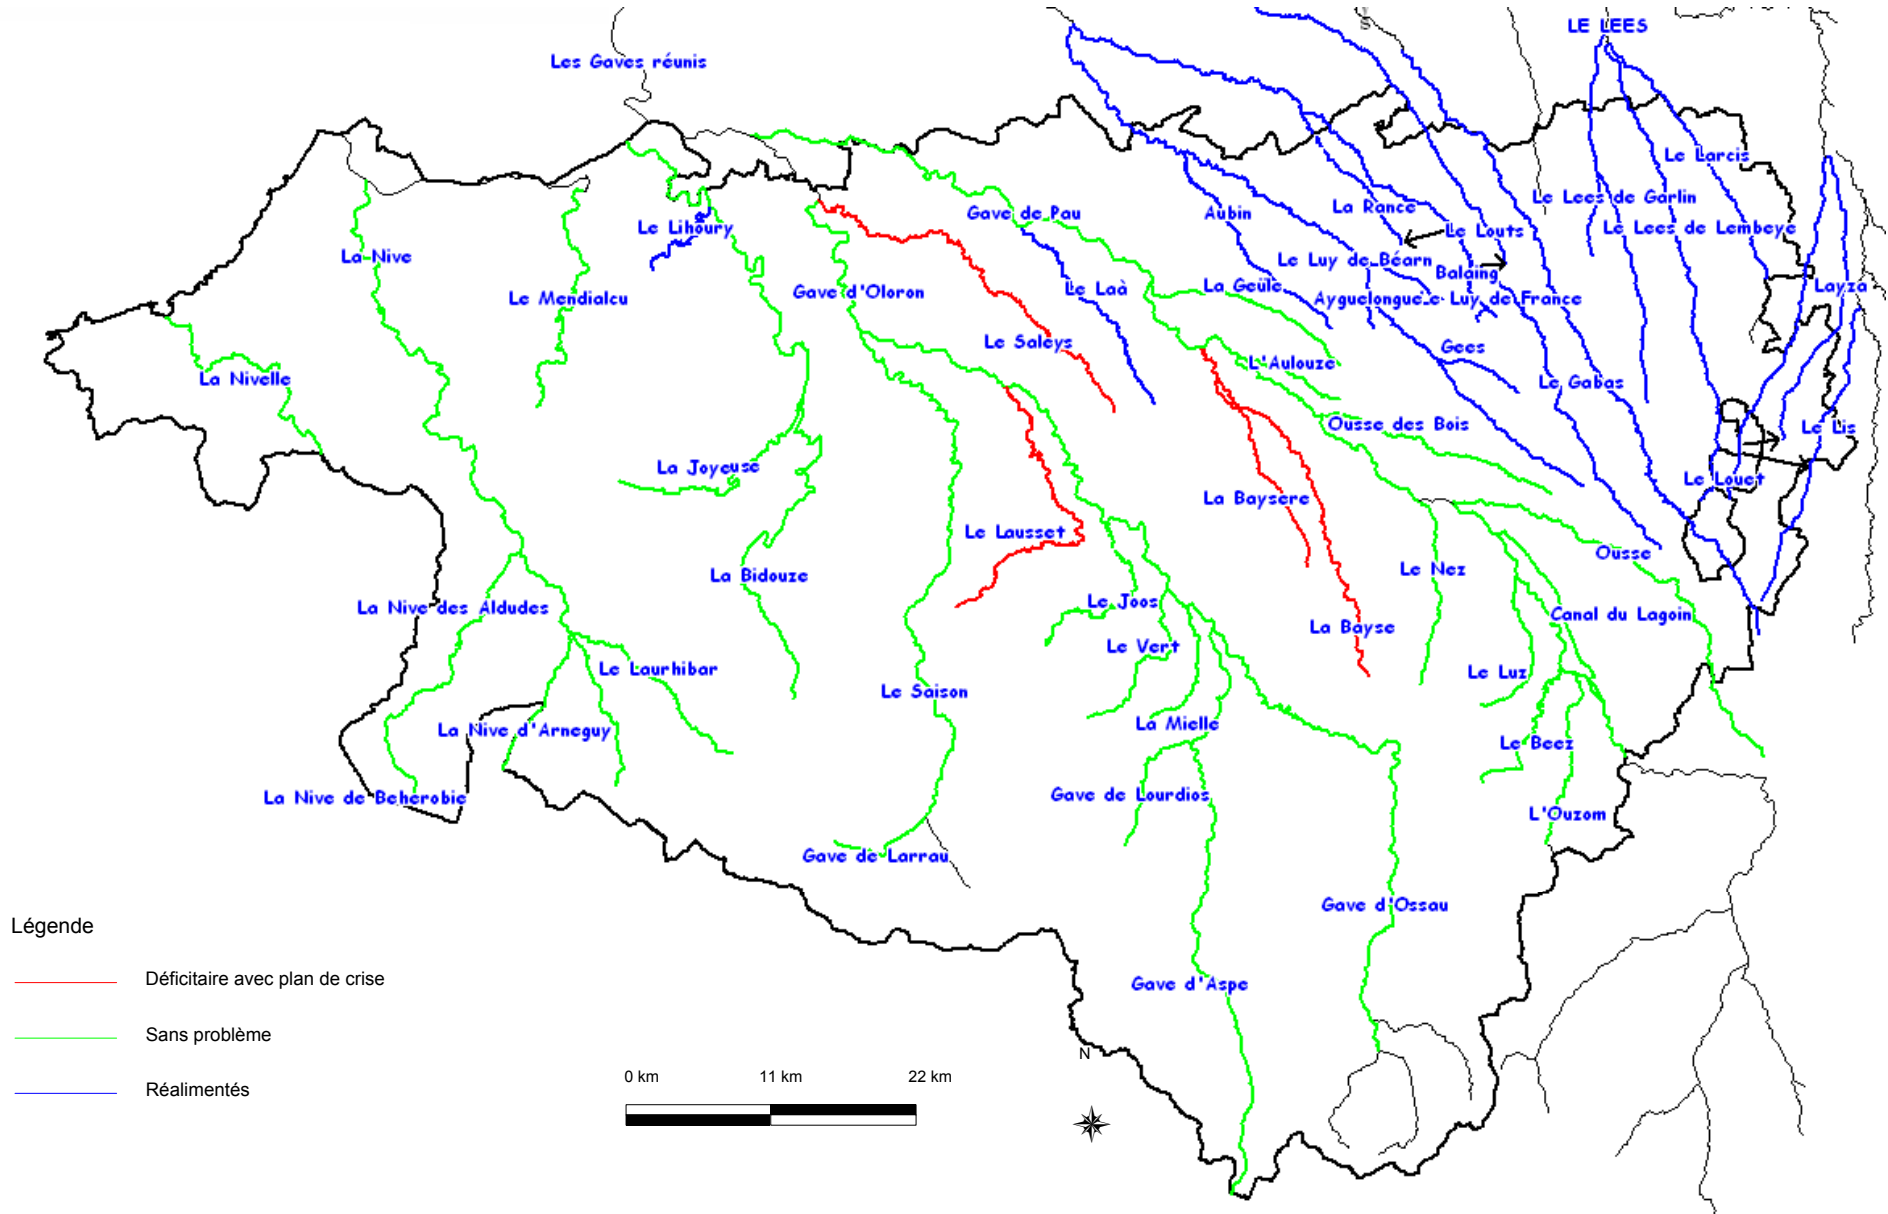 LE LEES
Les Gaves réunis
Le Larcis
Le Lees de Garlin
La Rance
Aubin
Gave de Pau
Le Lihoury
Le Lees de Lembeye
Le Louts
La Nive
Le Luy de Béarn
Balaing
La Geüle
Le Laà
Layza
Gave d'Oloron
Le Mendialcu
Ayguelongue
Le Luy de France
Le Saleys
Gees
L'Aulouze
La Nivelle
Le Gabas
Ousse des Bois
Le Lis
La Joyeuse
Le Louet
La Baysere
Le Lausset
Ousse
Le Nez
La Bidouze
Le Joos
La Nive des Aldudes
Canal du Lagoin
La Bayse
Le Vert
Le Laurhibar
Le Luz
Le Saison
La Mielle
La Nive d'Arneguy
Le Beez
Gave de Lourdios
La Nive de Beherobie
L'Ouzom
Gave de Larrau
Gave d'Ossau
Gave d'Aspe
Légende
Déficitaire avec plan de crise
Sans problème
Réalimentés
N
0 km 11 km 22 km